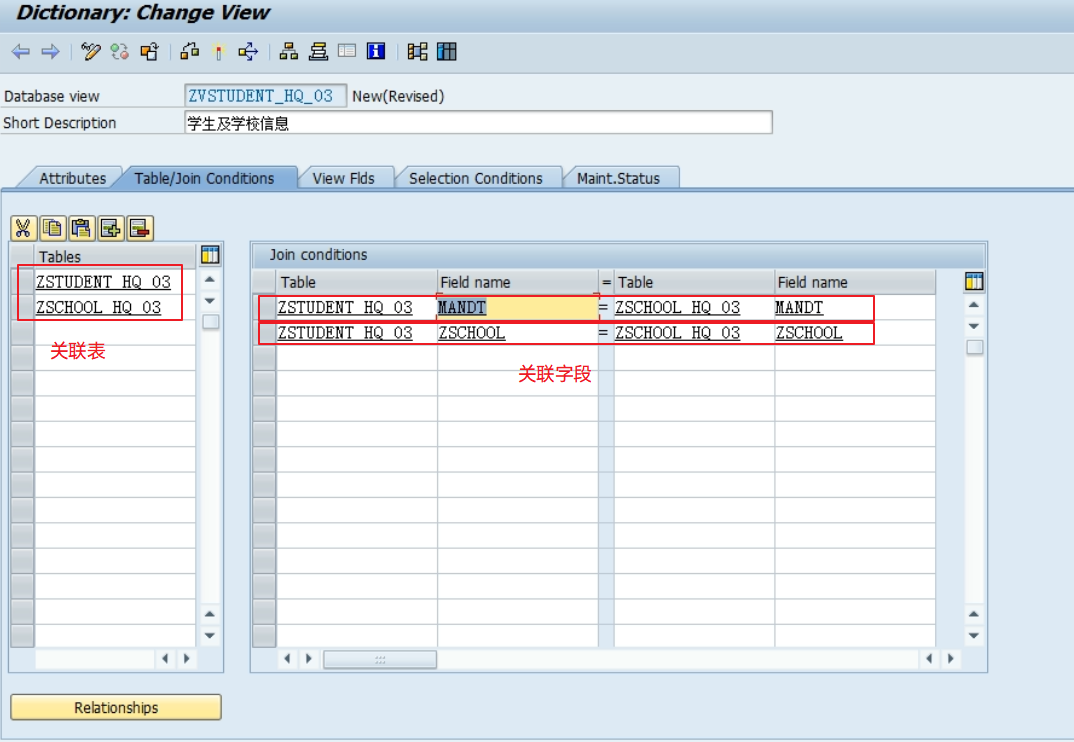 Dictionary: Change View
Database view ZVSTUDENT_HQ_03 New(Revised)
Short Description 学生及学校信息
Attributes Table/Join Conditions View Flds Selection Conditions Maint.Status
Tables
ZSTUDENT_HQ_03
ZSCHOOL_HQ_03
关联表
Join conditions
Table Field name = Table Field name
ZSTUDENT_HQ_03 MANDT = ZSCHOOL_HQ_03 MANDT
ZSTUDENT_HQ_03 ZSCHOOL = ZSCHOOL_HQ_03 ZSCHOOL
关联字段
Relationships